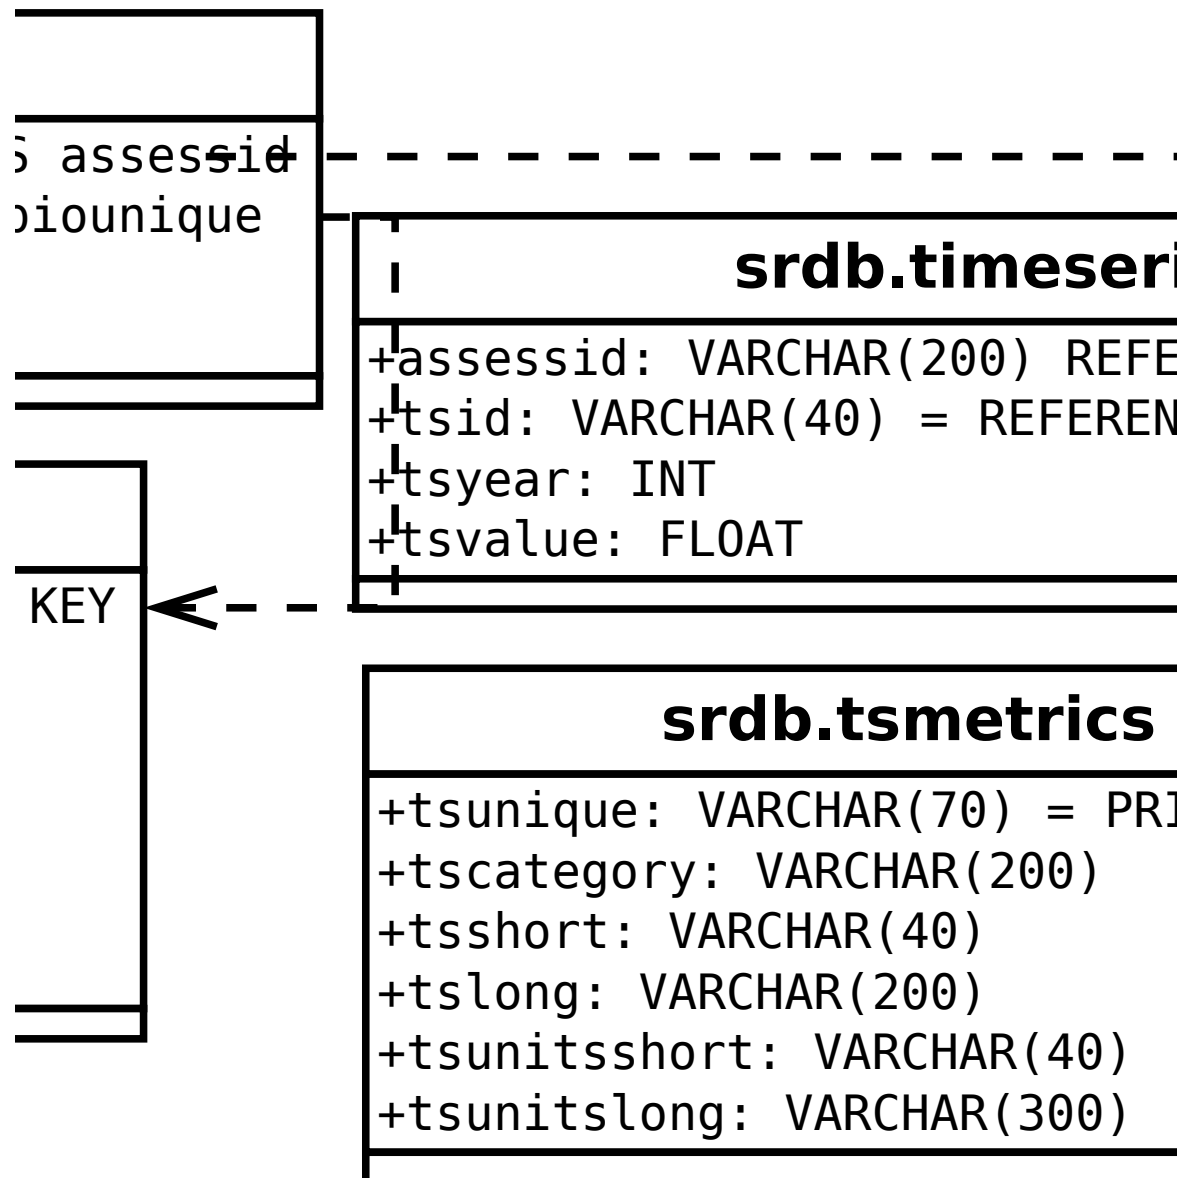 assessid
biounique
srdb.timeseri
+assessid: VARCHAR(200) REFE
+tsid: VARCHAR(40) = REFEREN
+tsyear: INT
+tsvalue: FLOAT
KEY
srdb.tsmetrics
+tsunique: VARCHAR(70) = PRI
+tscategory: VARCHAR(200)
+tsshort: VARCHAR(40)
+tslong: VARCHAR(200)
+tsunitsshort: VARCHAR(40)
+tsunitslong: VARCHAR(300)